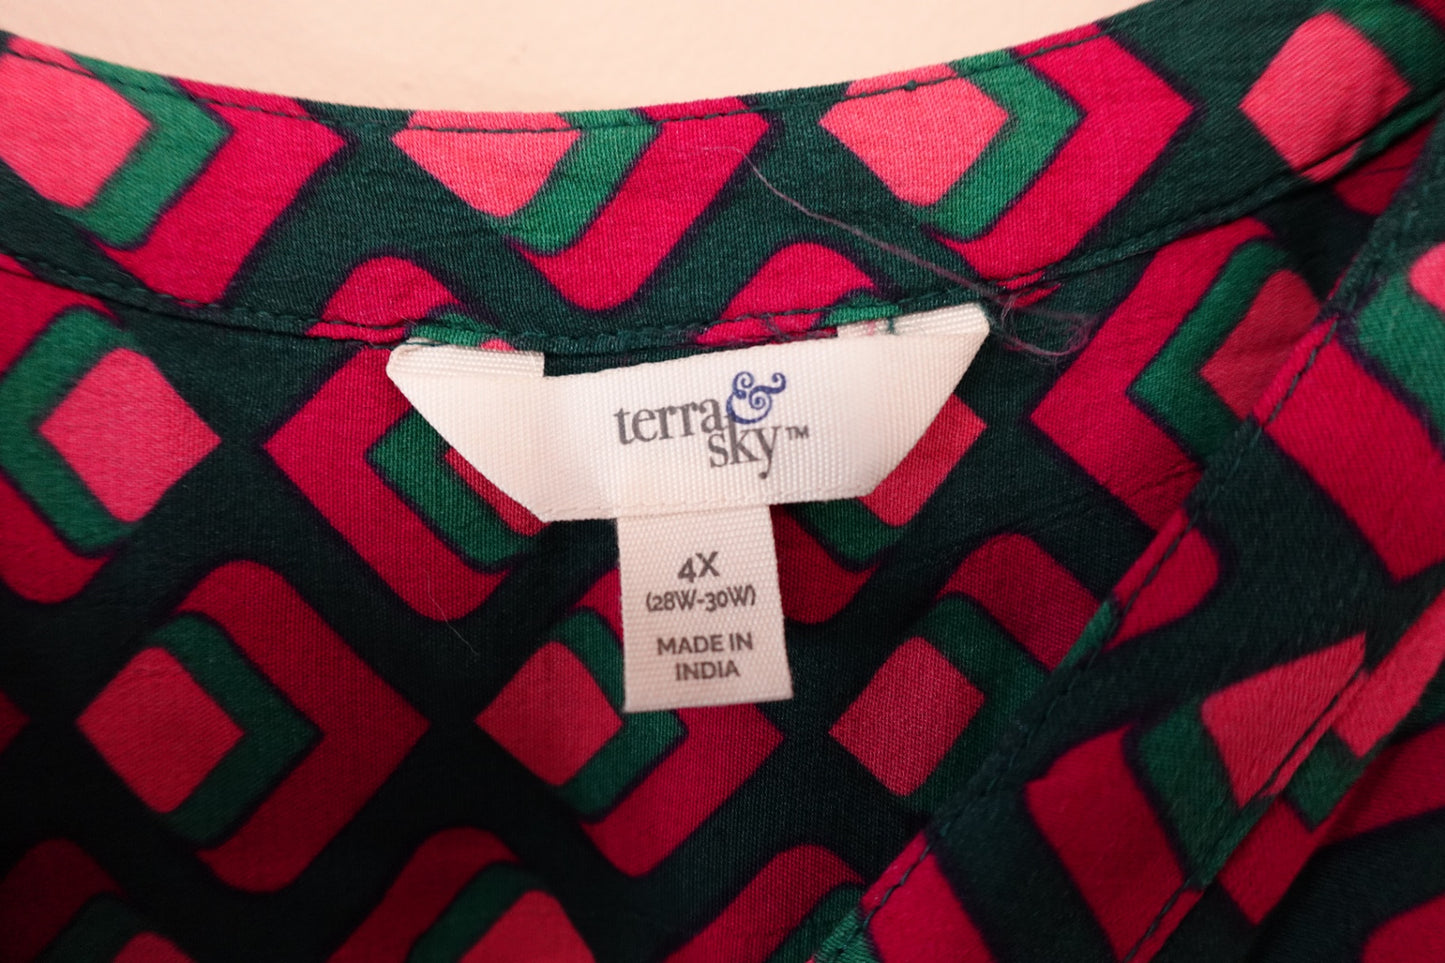 terra &
sky™
4X
(28W-30W)
MADE IN
INDIA